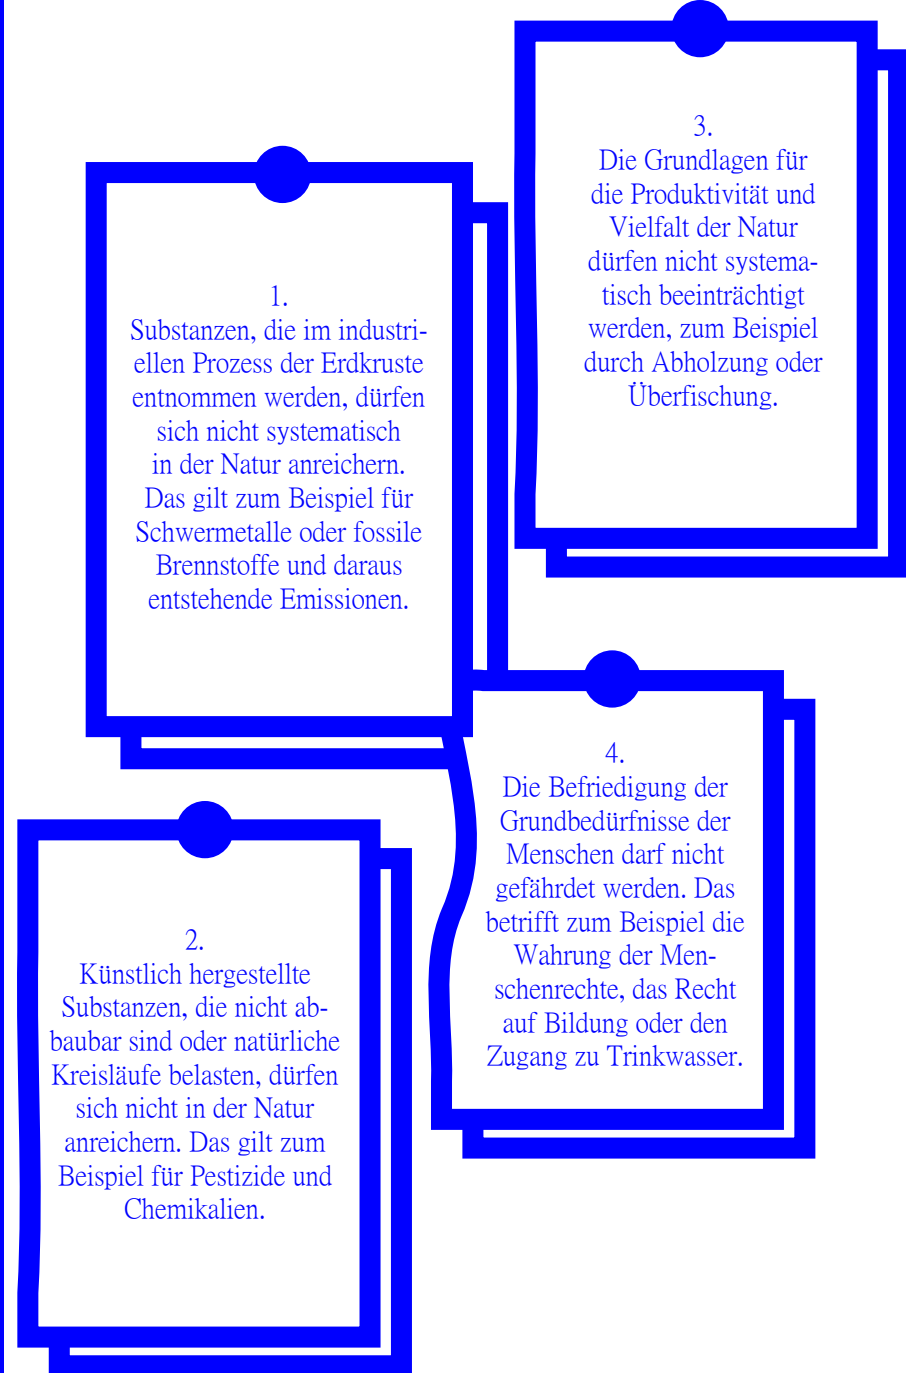 1.
Substanzen, die im industri-
ellen Prozess der Erdkruste
entnommen werden, dürfen
sich nicht systematisch
in der Natur anreichern.
Das gilt zum Beispiel für
Schwermetalle oder fossile
Brennstoffe und daraus
entstehende Emissionen.
2.
Künstlich hergestellte
Substanzen, die nicht ab-
baubar sind oder natürliche
Kreisläufe belasten, dürfen
sich nicht in der Natur
anreichern. Das gilt zum
Beispiel für Pestizide und
Chemikalien.
3.
Die Grundlagen für
die Produktivität und
Vielfalt der Natur
dürfen nicht systema-
tisch beeinträchtigt
werden, zum Beispiel
durch Abholzung oder
Überfischung.
4.
Die Befriedigung der
Grundbedürfnisse der
Menschen darf nicht
gefährdet werden. Das
betrifft zum Beispiel die
Wahrung der Men-
schenrechte, das Recht
auf Bildung oder den
Zugang zu Trinkwasser.